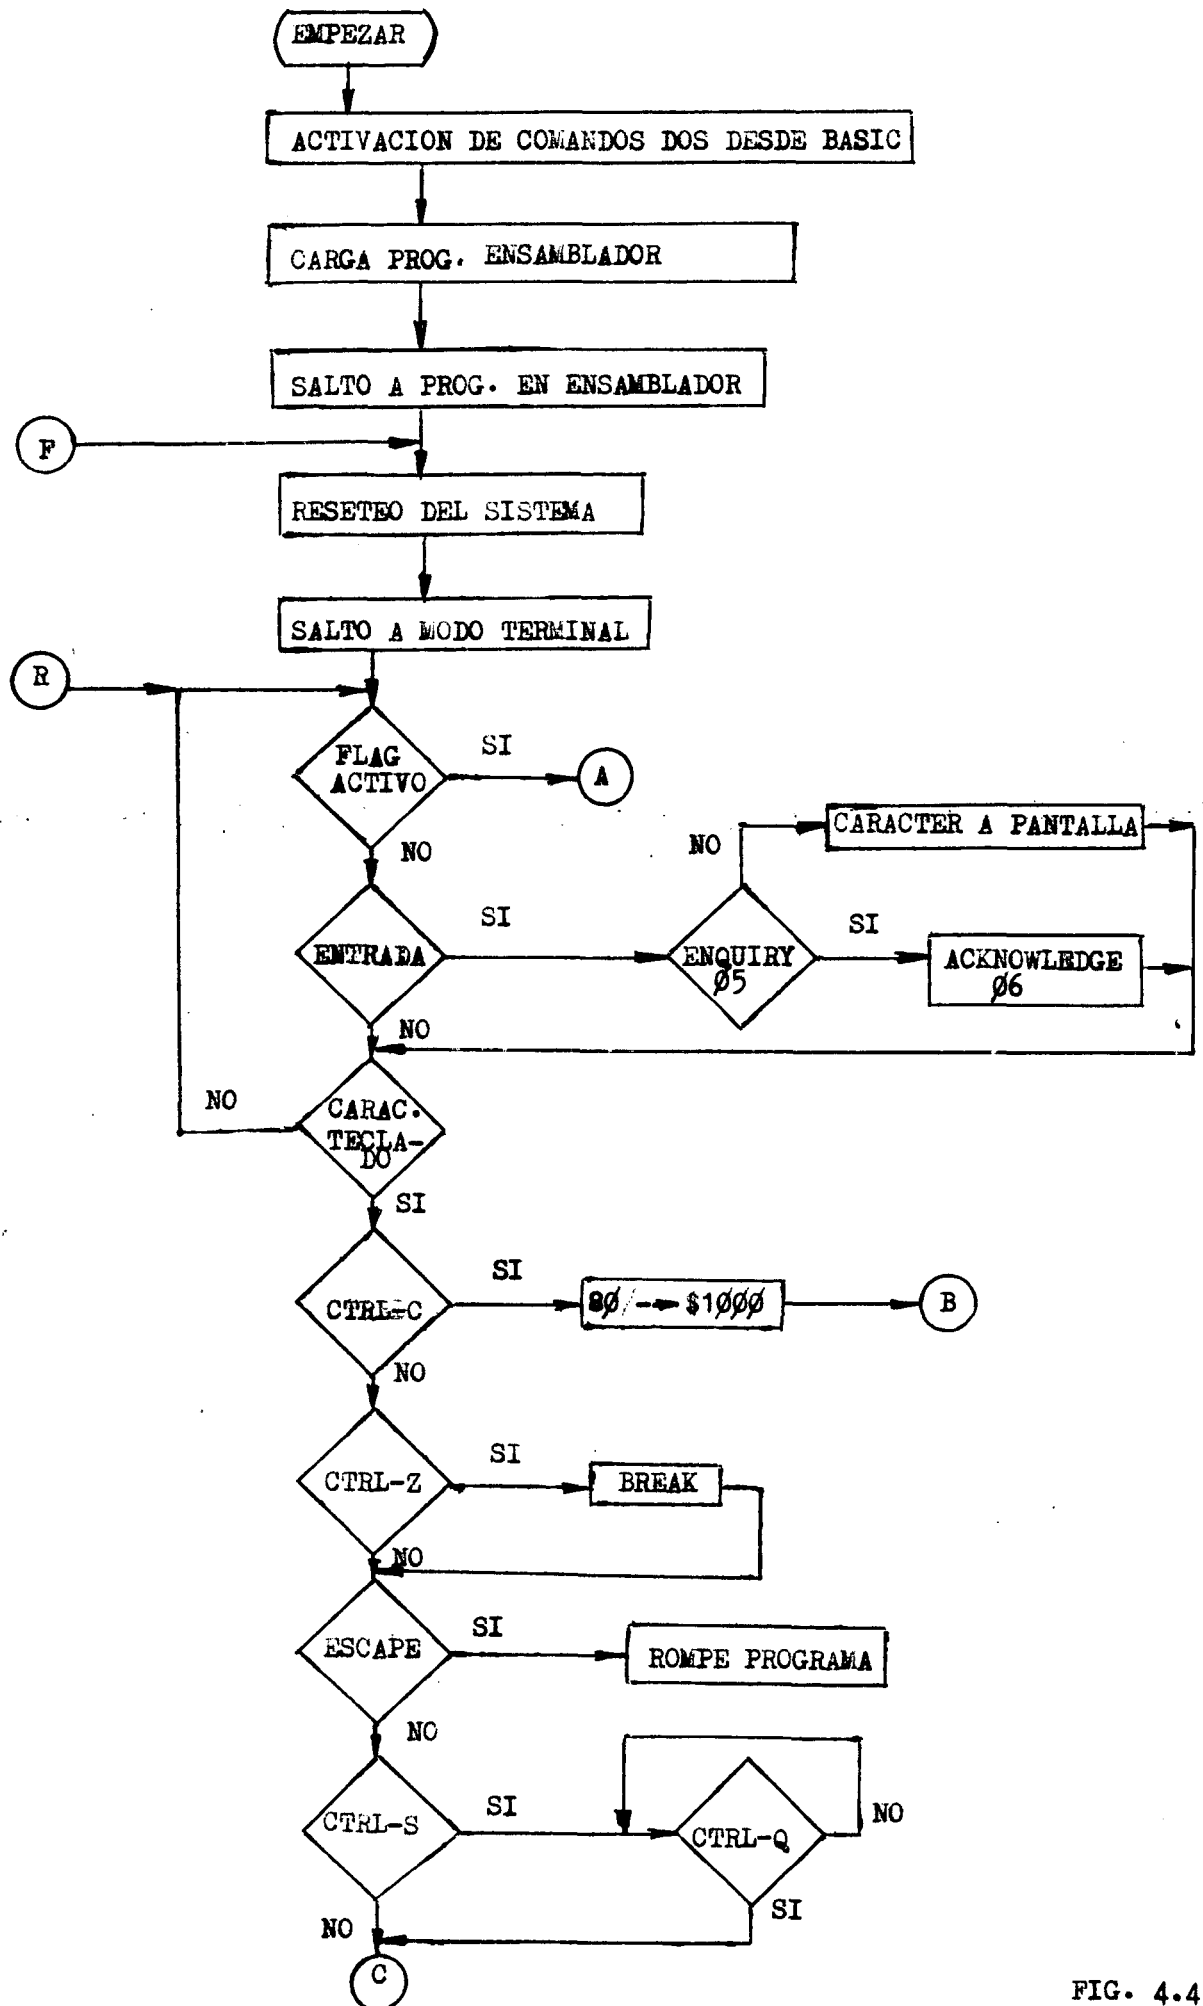 EMPEZAR
ACTIVACION DE COMANDOS DOS DESDE BASIC
CARGA PROG. ENSAMBLADOR
SALTO A PROG. EN ENSAMBLADOR
F
RESETEO DEL SISTEMA
SALTO A MODO TERMINAL
R
FLAG
ACTIVO
SI
A
NO
CARACTER A PANTALLA
NO
ENTRADA
SI
ENQUIRY
Ø5
SI
ACKNOWLEDGE
Ø6
NO
CARAC.
TECLA-
DO
NO
SI
CTRL-C
SI
$1ØØØ
B
NO
CTRL-Z
SI
BREAK
NO
ESCAPE
SI
ROMPE PROGRAMA
NO
CTRL-S
SI
CTRL-Q
NO
SI
NO
C
FIG. 4.4